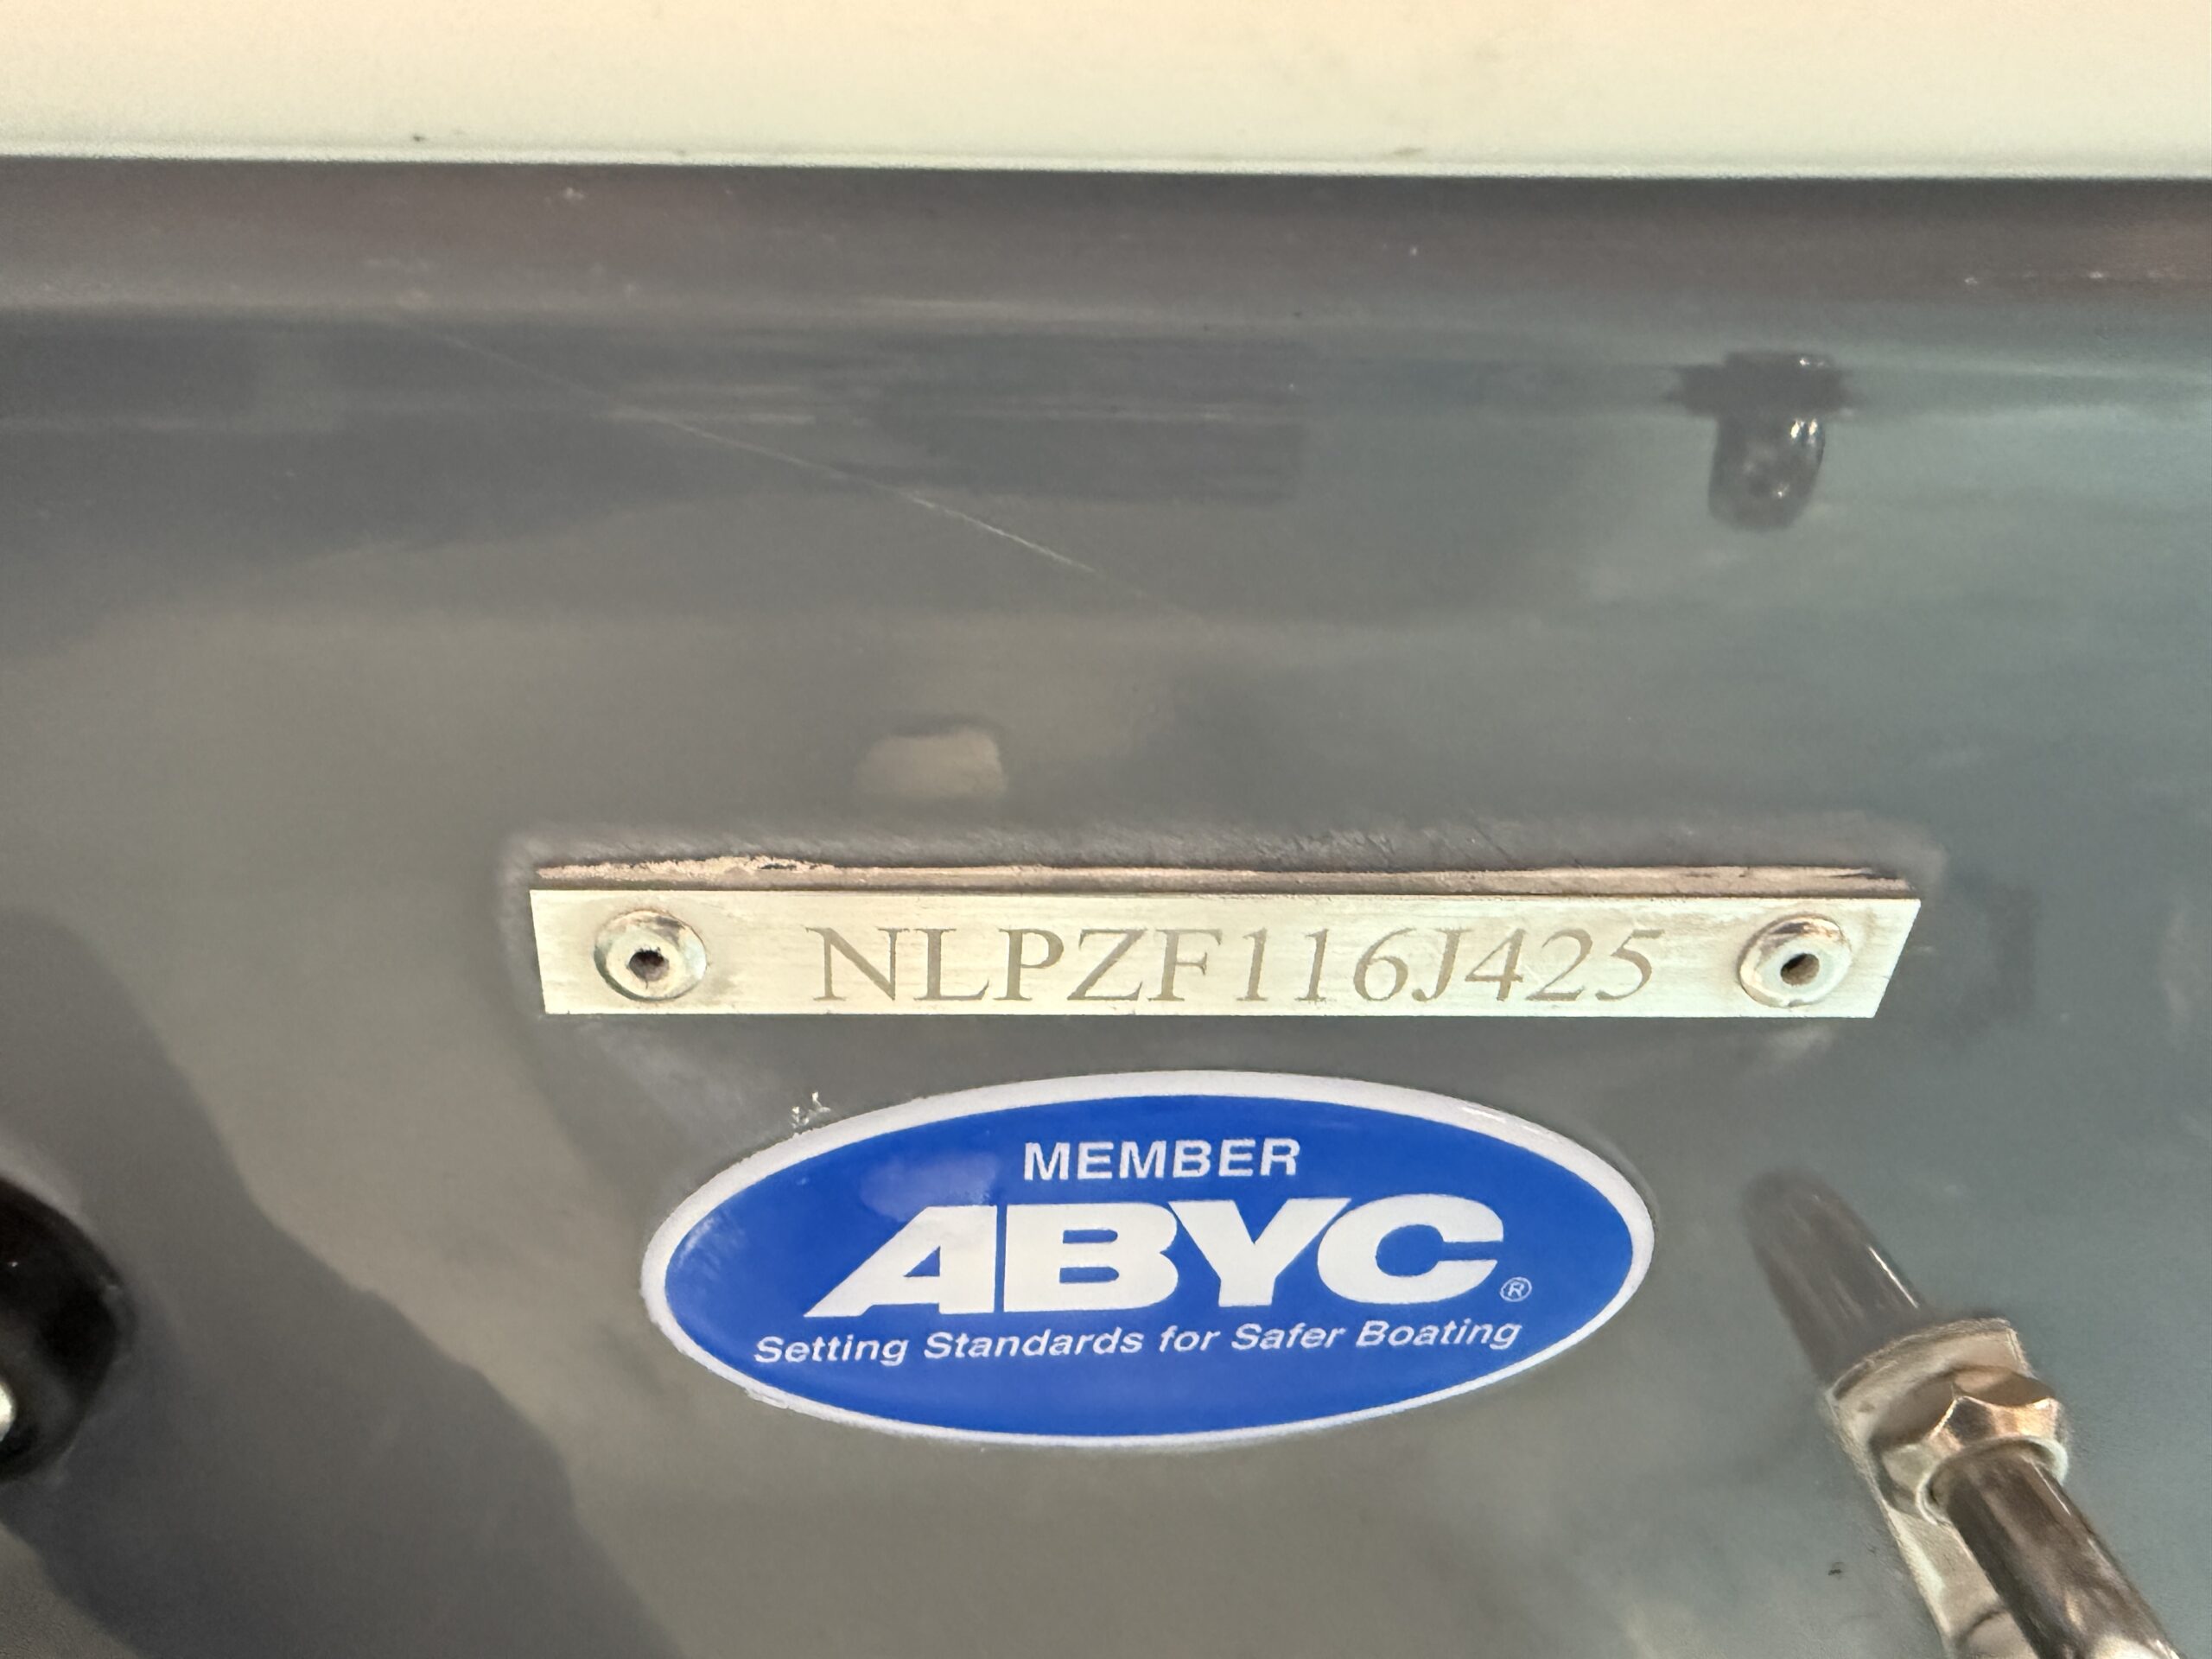 NLPZF116J425
MEMBER
ABYC®
Setting Standards for Safer Boating